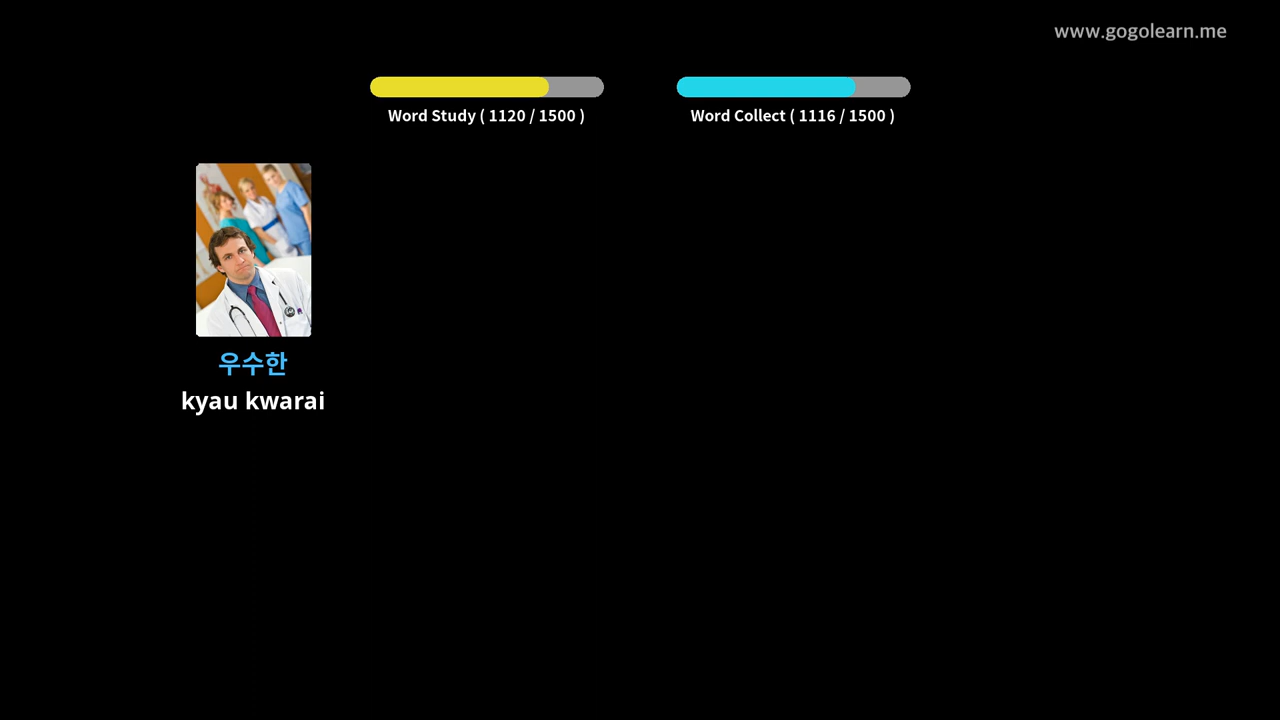 www.gogolearn.me
Word Study ( 1120 / 1500 )
Word Collect ( 1116 / 1500 )
우수한
kyau kwarai